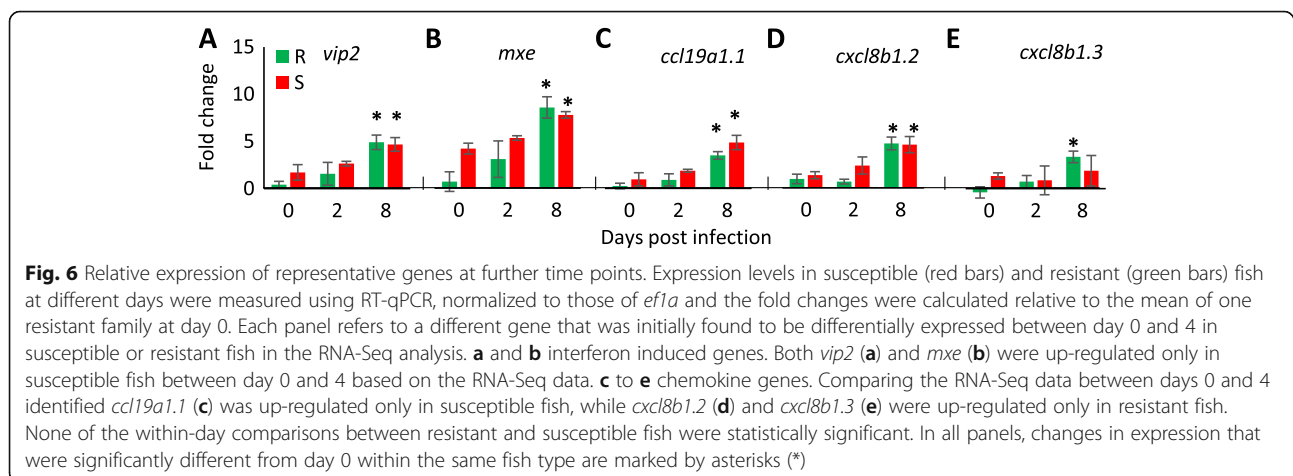 A B C D E
15 10 5 0
Fold change
R
S
vip2 mxe ccl19a1.1 cxcl8b1.2 cxcl8b1.3
* * * * * * * * *
0 2 8 0 2 8 0 2 8 0 2 8 0 2 8
Days post infection
Fig. 6 Relative expression of representative genes at further time points. Expression levels in susceptible (red bars) and resistant (green bars) fish
at different days were measured using RT-qPCR, normalized to those of ef1a and the fold changes were calculated relative to the mean of one
resistant family at day 0. Each panel refers to a different gene that was initially found to be differentially expressed between day 0 and 4 in
susceptible or resistant fish in the RNA-Seq analysis. a and b interferon induced genes. Both vip2 (a) and mxe (b) were up-regulated only in
susceptible fish between day 0 and 4 based on the RNA-Seq data. c to e chemokine genes. Comparing the RNA-Seq data between days 0 and 4
identified ccl19a1.1 (c) was up-regulated only in susceptible fish, while cxcl8b1.2 (d) and cxcl8b1.3 (e) were up-regulated only in resistant fish.
None of the within-day comparisons between resistant and susceptible fish were statistically significant. In all panels, changes in expression that
were significantly different from day 0 within the same fish type are marked by asterisks (*)